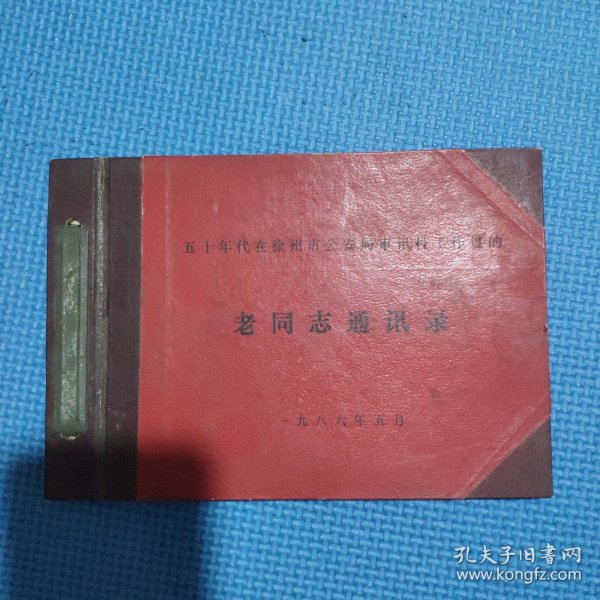 五十年代在徐州市公安局审讯科工作过的
老同志通讯录
一九八六年五月
孔夫子旧书网
www.kongfz.com